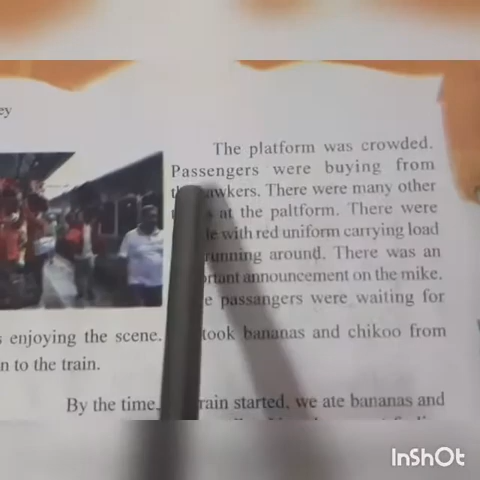 ey
The platform was crowded.
Passengers were buying from
awkers. There were many other
at the paltform. There were
with red uniform carrying load
running around. There was an
rtant announcement on the mike.
e passangers were waiting for
s enjoying the scene. took bananas and chikoo from
n to the train.
By the time, rain started, we ate bananas and
InShOt